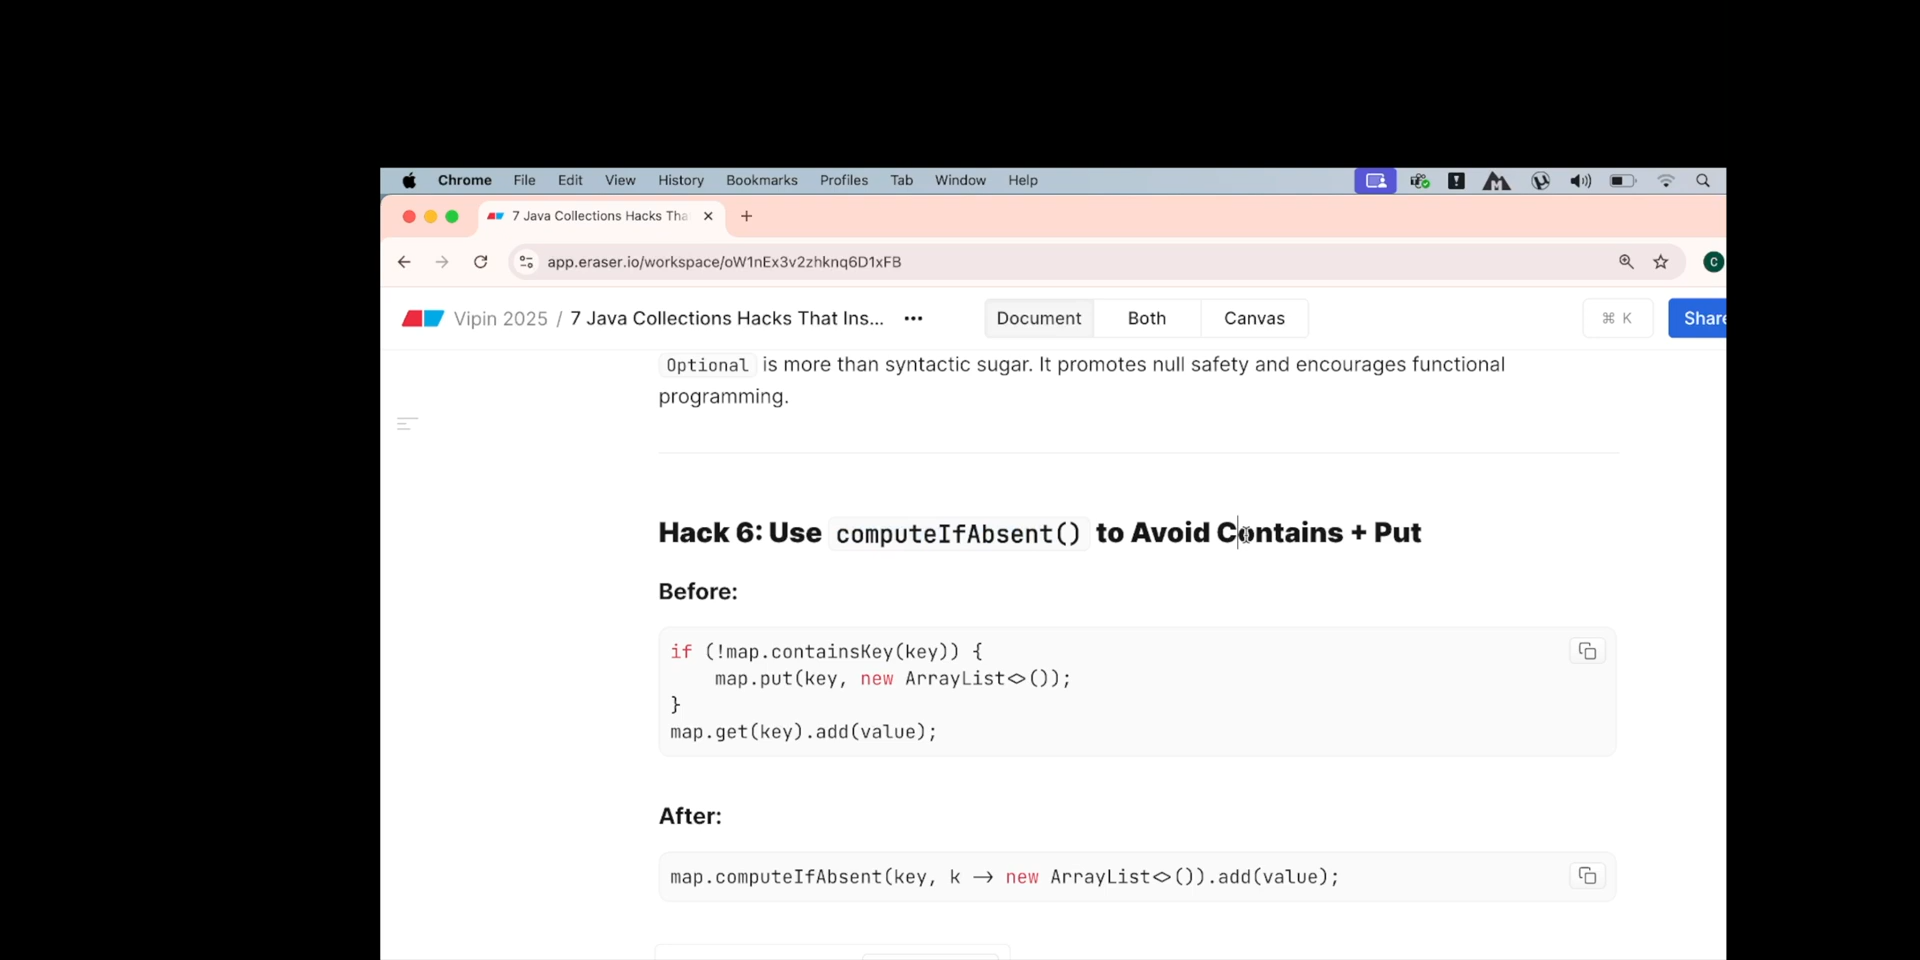 Chrome File Edit View History Bookmarks Profiles Tab Window Help
7 Java Collections Hacks Tha
app.eraser.io/workspace/oW1nEx3v2zhknq6D1xFB
C
Vipin 2025 / 7 Java Collections Hacks That Ins... ••• Document Both Canvas ⌘ K Share
Optional is more than syntactic sugar. It promotes null safety and encourages functional
programming.
Hack 6: Use computeIfAbsent() to Avoid Contains + Put
Before:
if (!map.containsKey(key)) {
    map.put(key, new ArrayList<>());
}
map.get(key).add(value);
After:
map.computeIfAbsent(key, k -> new ArrayList<>()).add(value);